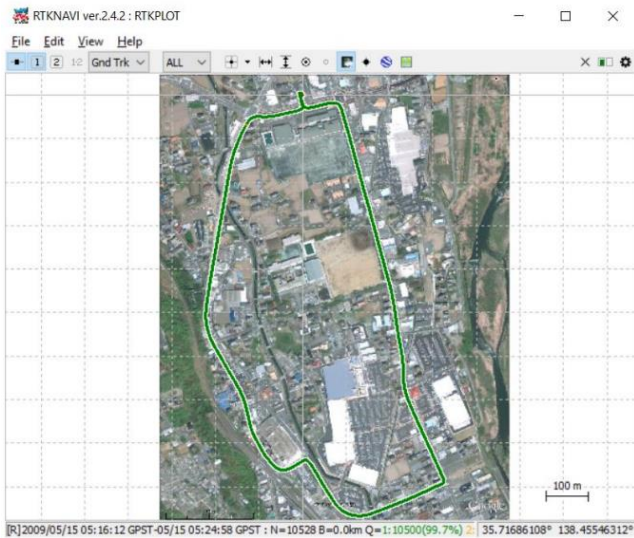 RTKNAVI ver.2.4.2 : RTKPLOT
File Edit View Help
1 2 1-2 Gnd Trk ALL
100 m
[R]2009/05/15 05:16:12 GPST-05/15 05:24:58 GPST : N=10528 B=0.0km Q=1:10500(99.7%) 2: 35.71686108° 138.45546312°